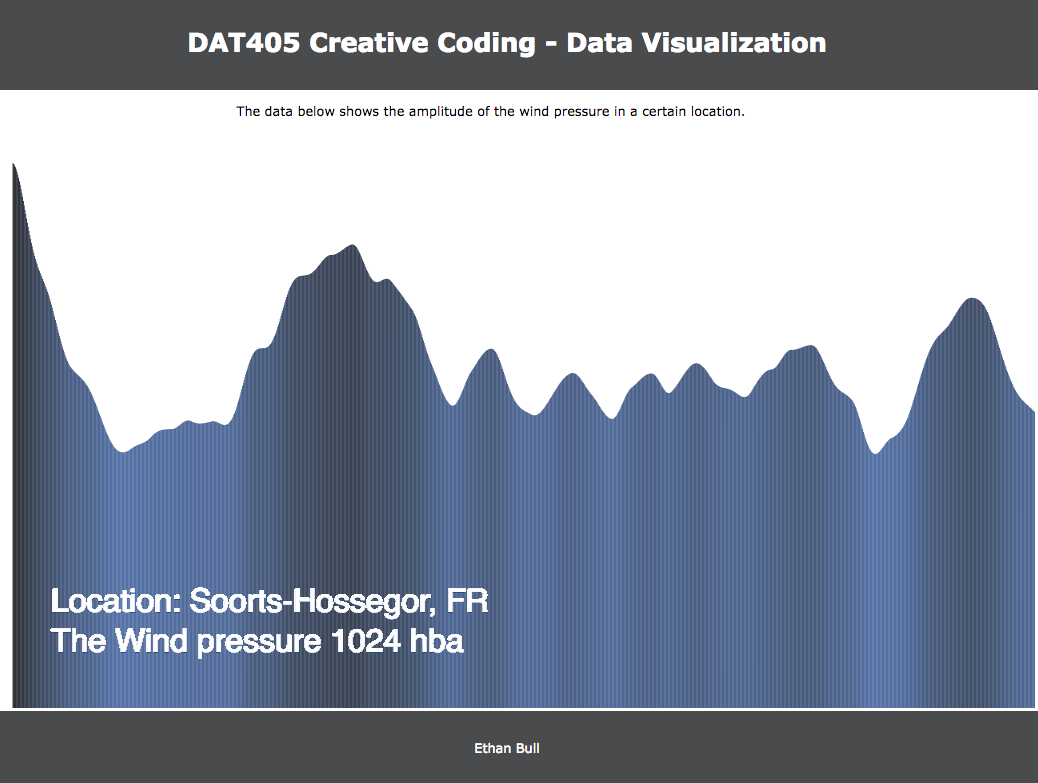 DAT405 Creative Coding - Data Visualization
The data below shows the amplitude of the wind pressure in a certain location.
Location: Soorts-Hossegor, FR
The Wind pressure 1024 hba
Ethan Bull